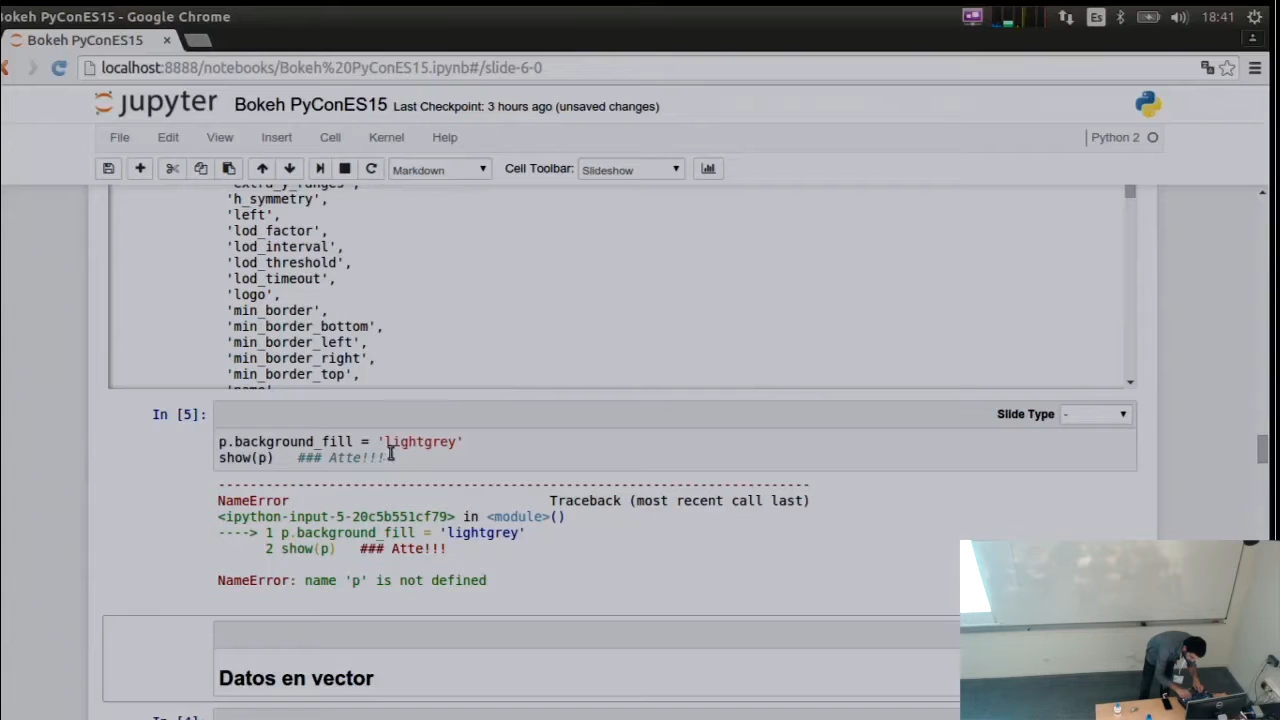 Bokeh PyConES15 - Google Chrome
Es
18:41
Bokeh PyConES15
localhost:8888/notebooks/Bokeh%20PyConES15.ipynb#/slide-6-0
jupyter
Bokeh PyConES15 Last Checkpoint: 3 hours ago (unsaved changes)
File Edit View Insert Cell Kernel Help
Python 2
Markdown
Cell Toolbar: Slideshow
'extra_y_ranges',
'h_symmetry',
'left',
'lod_factor',
'lod_interval',
'lod_threshold',
'lod_timeout',
'logo',
'min_border',
'min_border_bottom',
'min_border_left',
'min_border_right',
'min_border_top',
In [5]:
Slide Type -
p.background_fill = 'lightgrey'
show(p) ### Atte!!!
NameError Traceback (most recent call last)
<ipython-input-5-20c5b551cf79> in <module>()
----> 1 p.background_fill = 'lightgrey'
2 show(p) ### Atte!!!
NameError: name 'p' is not defined
Datos en vector